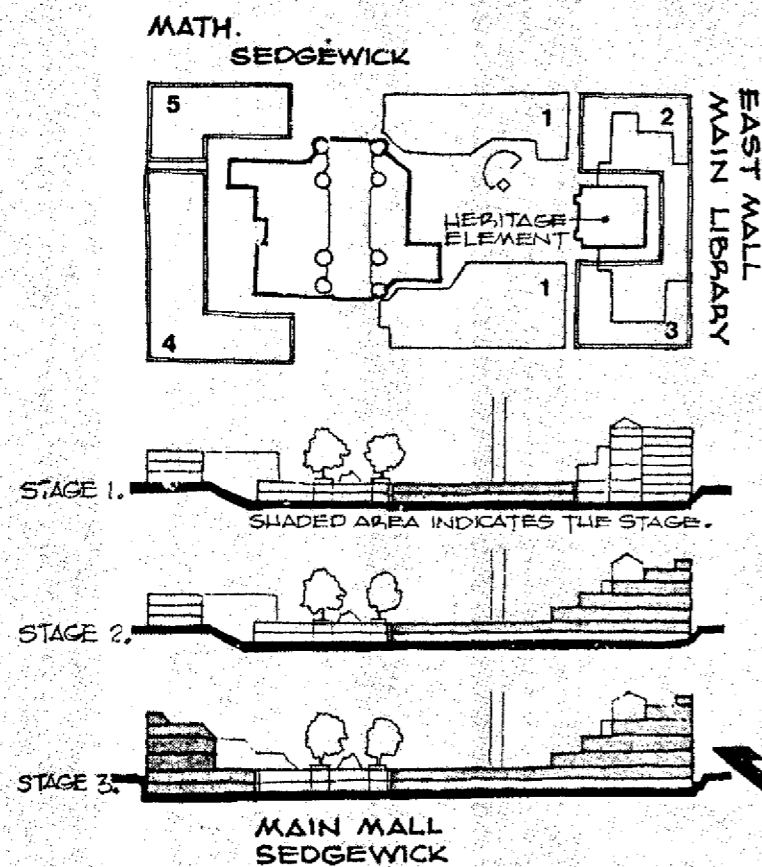 MATH.
SEDGEWICK
5
1
2
EAST MALL
MAIN LIBRARY
HERITAGE
ELEMENT
4
1
3
STAGE 1.
SHADED AREA INDICATES THE STAGE.
STAGE 2.
STAGE 3.
MAIN MALL
SEDGEWICK